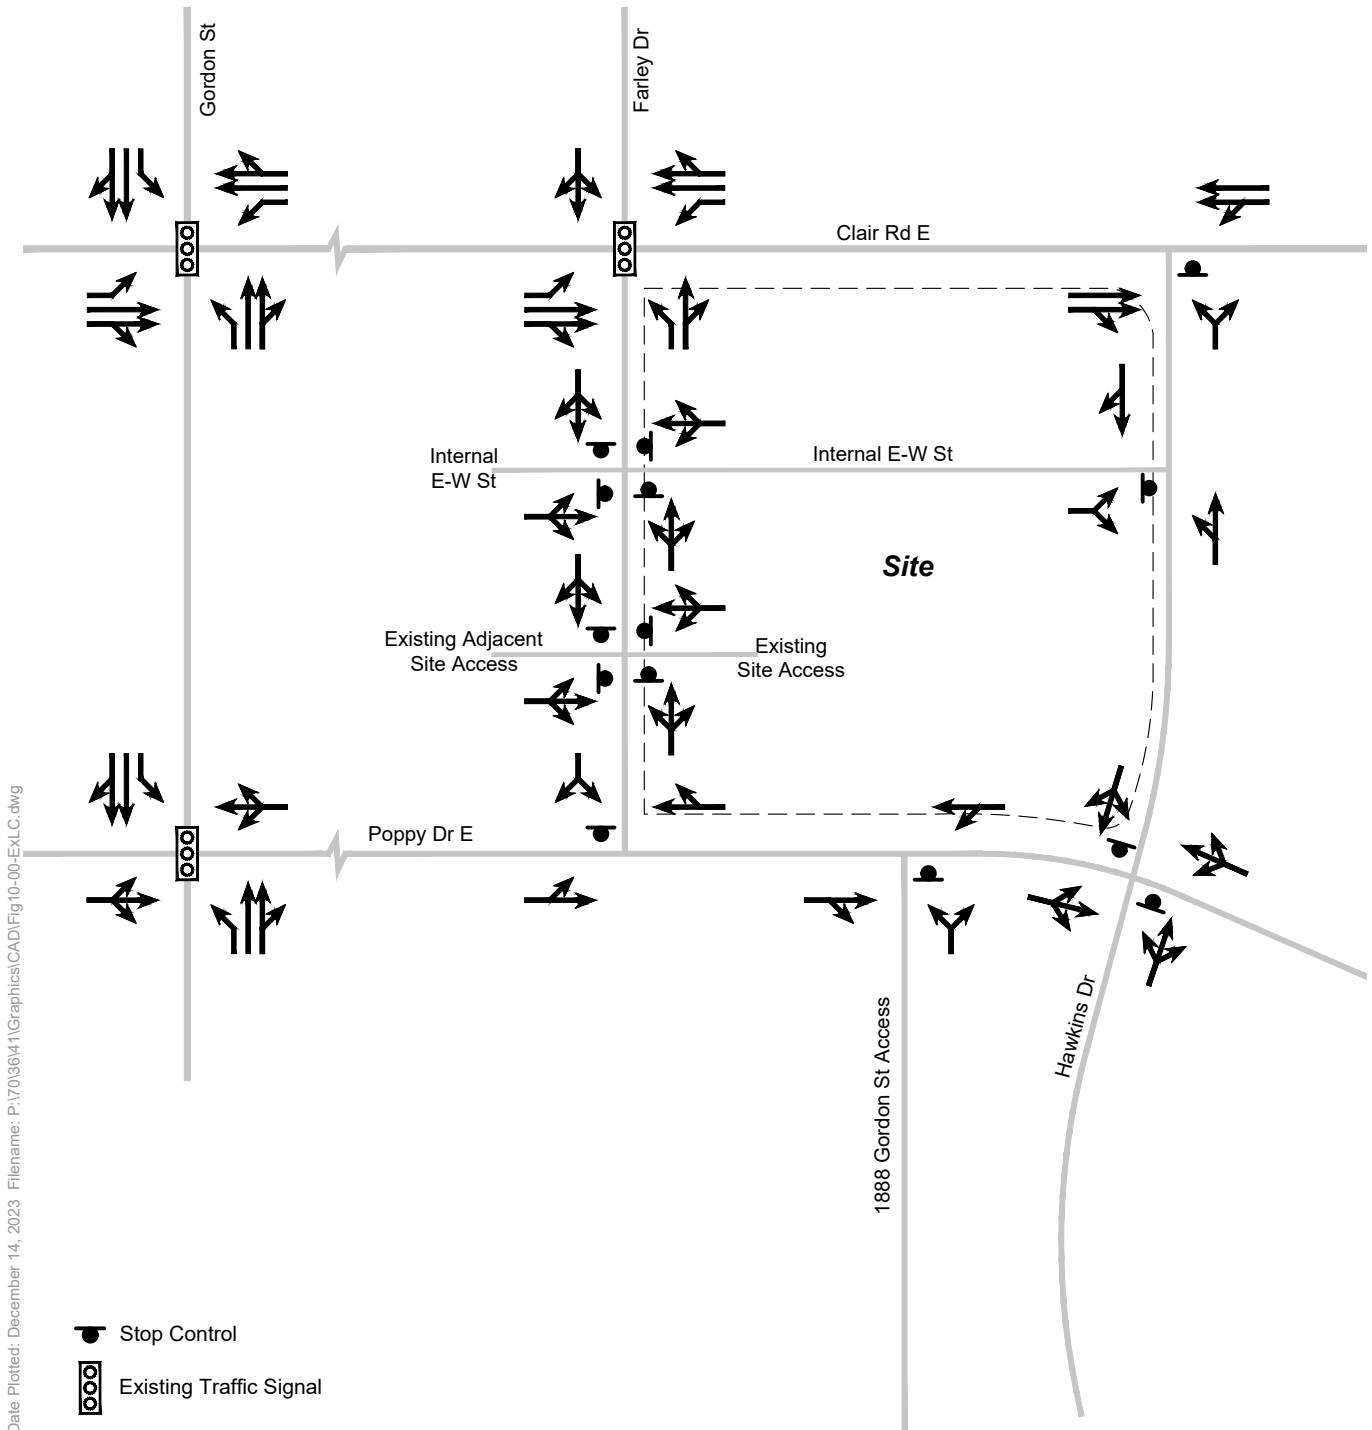 Gordon St
Farley Dr
Clair Rd E
Internal
E-W St
Internal E-W St
Site
Existing Adjacent
Site Access
Existing
Site Access
Poppy Dr E
Hawkins Dr
1888 Gordon St Access
Stop Control
Existing Traffic Signal
Date Plotted: December 14, 2023 Filename: P:\70\36\41\Graphics\CAD\Fig10-00-ExLC.dwg